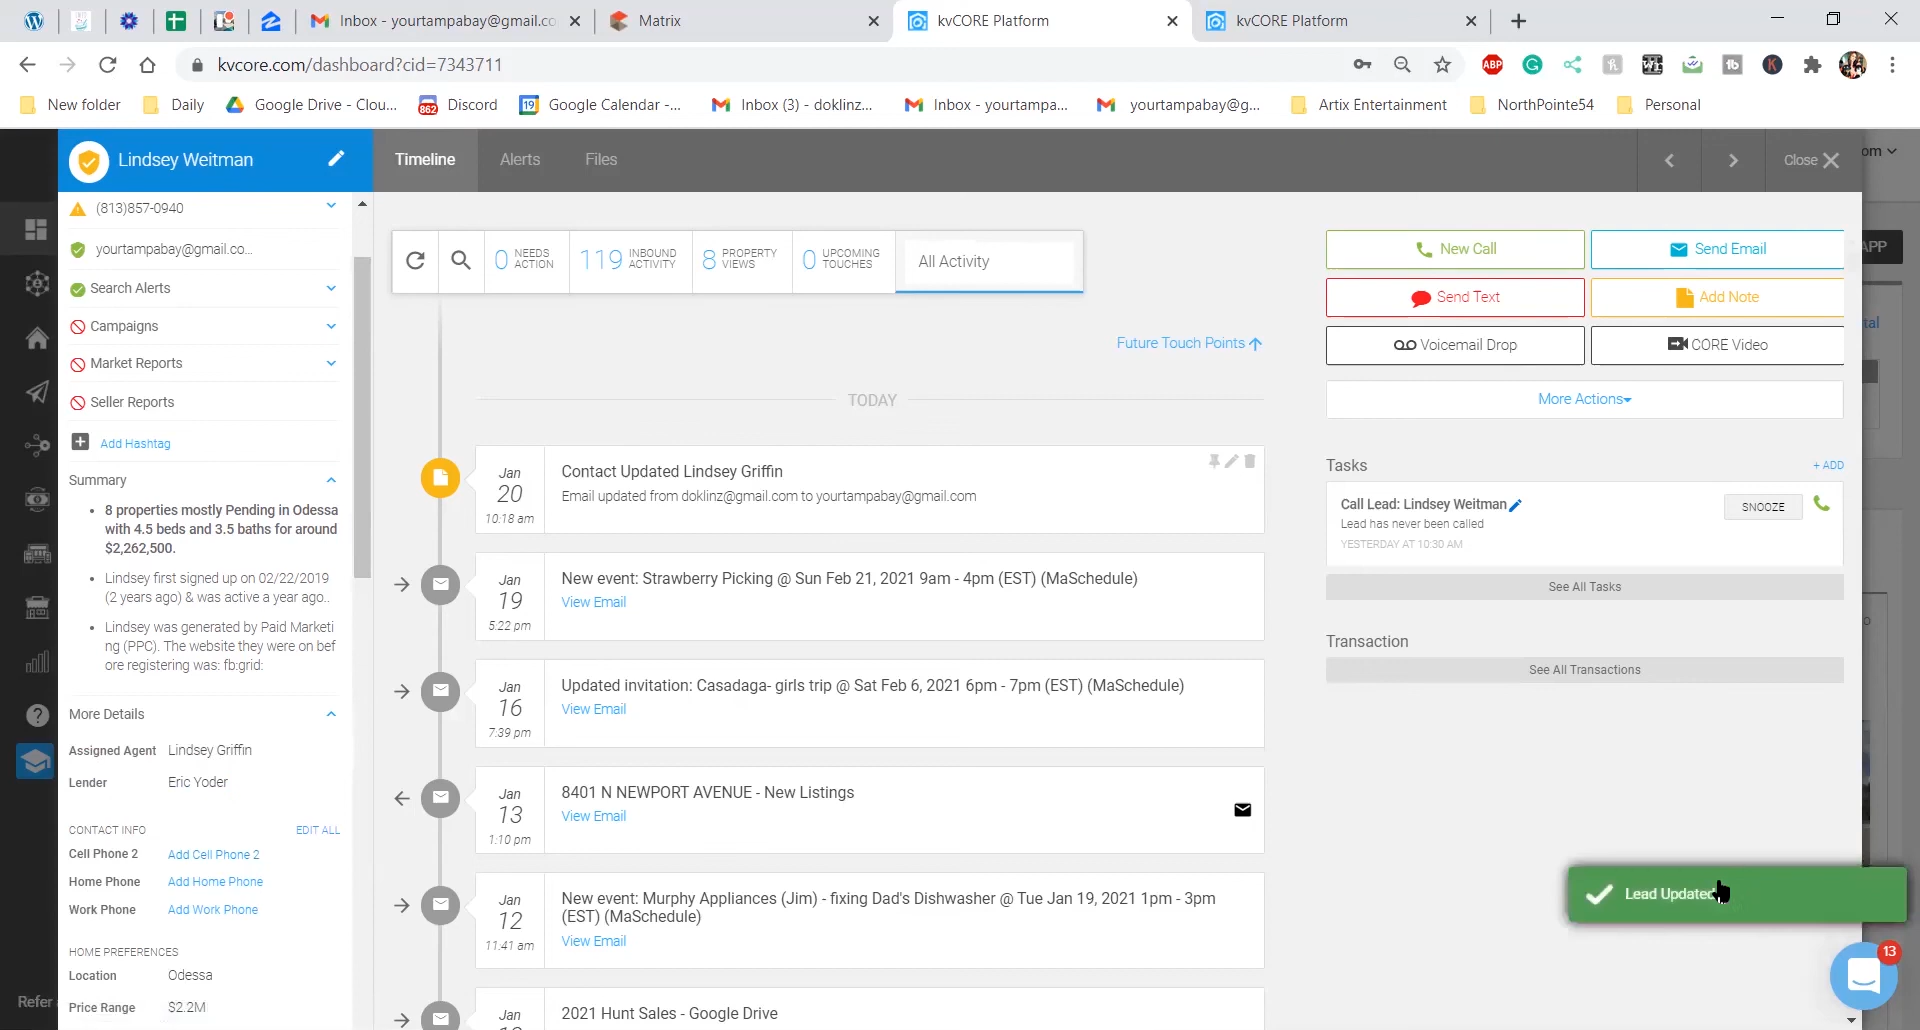 Inbox - yourtampabay@gmail.co
Matrix
kvCORE Platform
kvCORE Platform
kvcore.com/dashboard?cid=7343711
ABP
New folder
Daily
Google Drive - Clou...
862
Discord
19
Google Calendar -...
Inbox (3) - doklinz...
Inbox - yourtampa...
yourtampabay@g...
Artix Entertainment
NorthPointe54
Personal
Lindsey Weitman
Timeline
Alerts
Files
Close
om
(813)857-0940
yourtampabay@gmail.co...
Search Alerts
Campaigns
Market Reports
Seller Reports
Add Hashtag
Summary
8 properties mostly Pending in Odessa
with 4.5 beds and 3.5 baths for around
$2,262,500.
Lindsey first signed up on 02/22/2019
(2 years ago) & was active a year ago..
Lindsey was generated by Paid Marketi
ng (PPC). The website they were on bef
ore registering was: fb:grid:
More Details
Assigned Agent Lindsey Griffin
Lender Eric Yoder
CONTACT INFO EDIT ALL
Cell Phone 2 Add Cell Phone 2
Home Phone Add Home Phone
Work Phone Add Work Phone
HOME PREFERENCES
Location Odessa
Price Range $2.2M
Refer
0 NEEDS ACTION
119 INBOUND ACTIVITY
8 PROPERTY VIEWS
0 UPCOMING TOUCHES
All Activity
Future Touch Points
TODAY
Jan 20 10:18 am
Contact Updated Lindsey Griffin
Email updated from doklinz@gmail.com to yourtampabay@gmail.com
Jan 19 5:22 pm
New event: Strawberry Picking @ Sun Feb 21, 2021 9am - 4pm (EST) (MaSchedule)
View Email
Jan 16 7:39 pm
Updated invitation: Casadaga- girls trip @ Sat Feb 6, 2021 6pm - 7pm (EST) (MaSchedule)
View Email
Jan 13 1:10 pm
8401 N NEWPORT AVENUE - New Listings
View Email
Jan 12 11:41 am
New event: Murphy Appliances (Jim) - fixing Dad's Dishwasher @ Tue Jan 19, 2021 1pm - 3pm
(EST) (MaSchedule)
View Email
Jan
2021 Hunt Sales - Google Drive
New Call
Send Email
Send Text
Add Note
Voicemail Drop
CORE Video
More Actions
APP
tal
Tasks
+ ADD
Call Lead: Lindsey Weitman
Lead has never been called
YESTERDAY AT 10:30 AM
SNOOZE
See All Tasks
Transaction
See All Transactions
Lead Updated
13